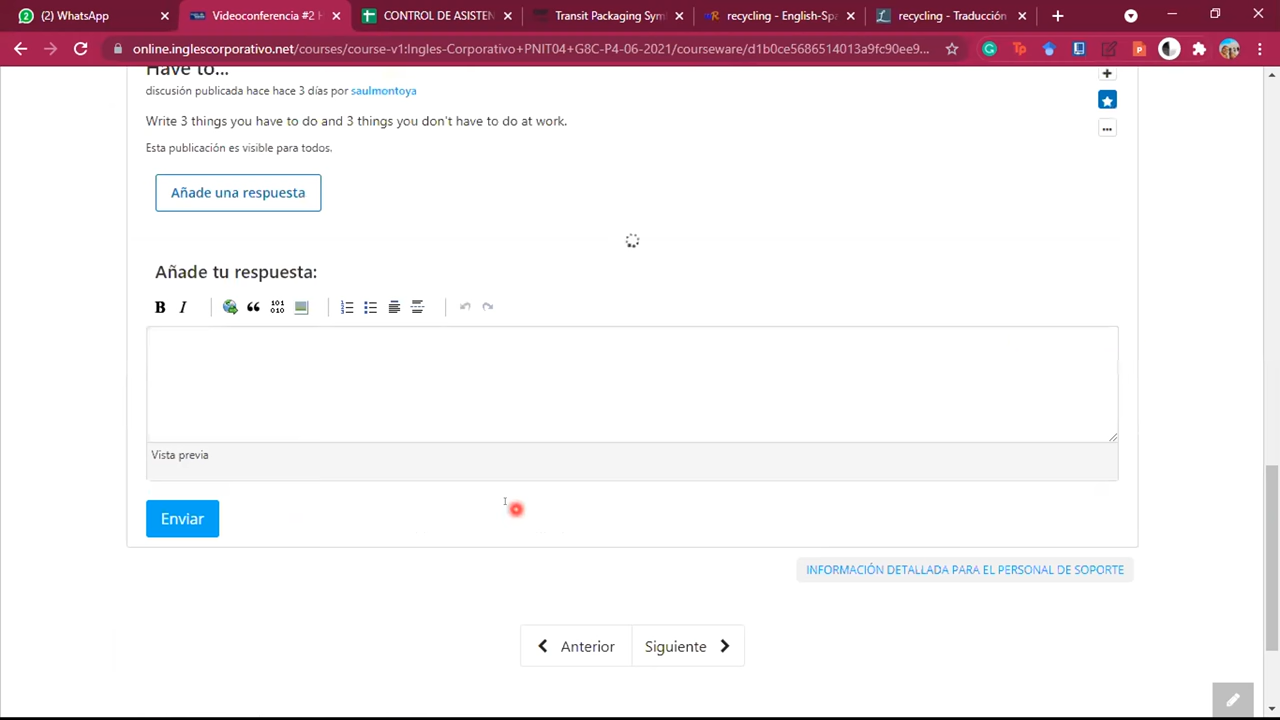 (2) WhatsApp
Videoconferencia #2 H
CONTROL DE ASISTEN
Transit Packaging Sym
recycling - English-Spa
recycling - Traducción
online.inglescorporativo.net/courses/course-v1:Ingles-Corporativo+PNIT04+G8C-P4-06-2021/courseware/d1b0ce5686514013a9fc90ee9...
Have to...
discusión publicada hace hace 3 días por saulmontoya
Write 3 things you have to do and 3 things you don't have to do at work.
Esta publicación es visible para todos.
Añade una respuesta
Añade tu respuesta:
B I
101
010
Vista previa
Enviar
INFORMACIÓN DETALLADA PARA EL PERSONAL DE SOPORTE
Anterior
Siguiente